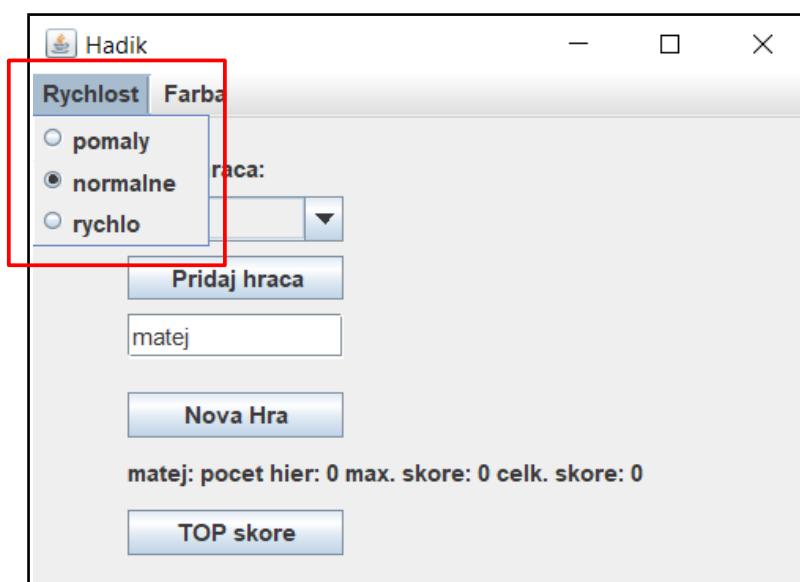 Hadik
Rychlost Farba
pomaly
raca:
normalne
rychlo
Pridaj hraca
matej
Nova Hra
matej: pocet hier: 0 max. skore: 0 celk. skore: 0
TOP skore